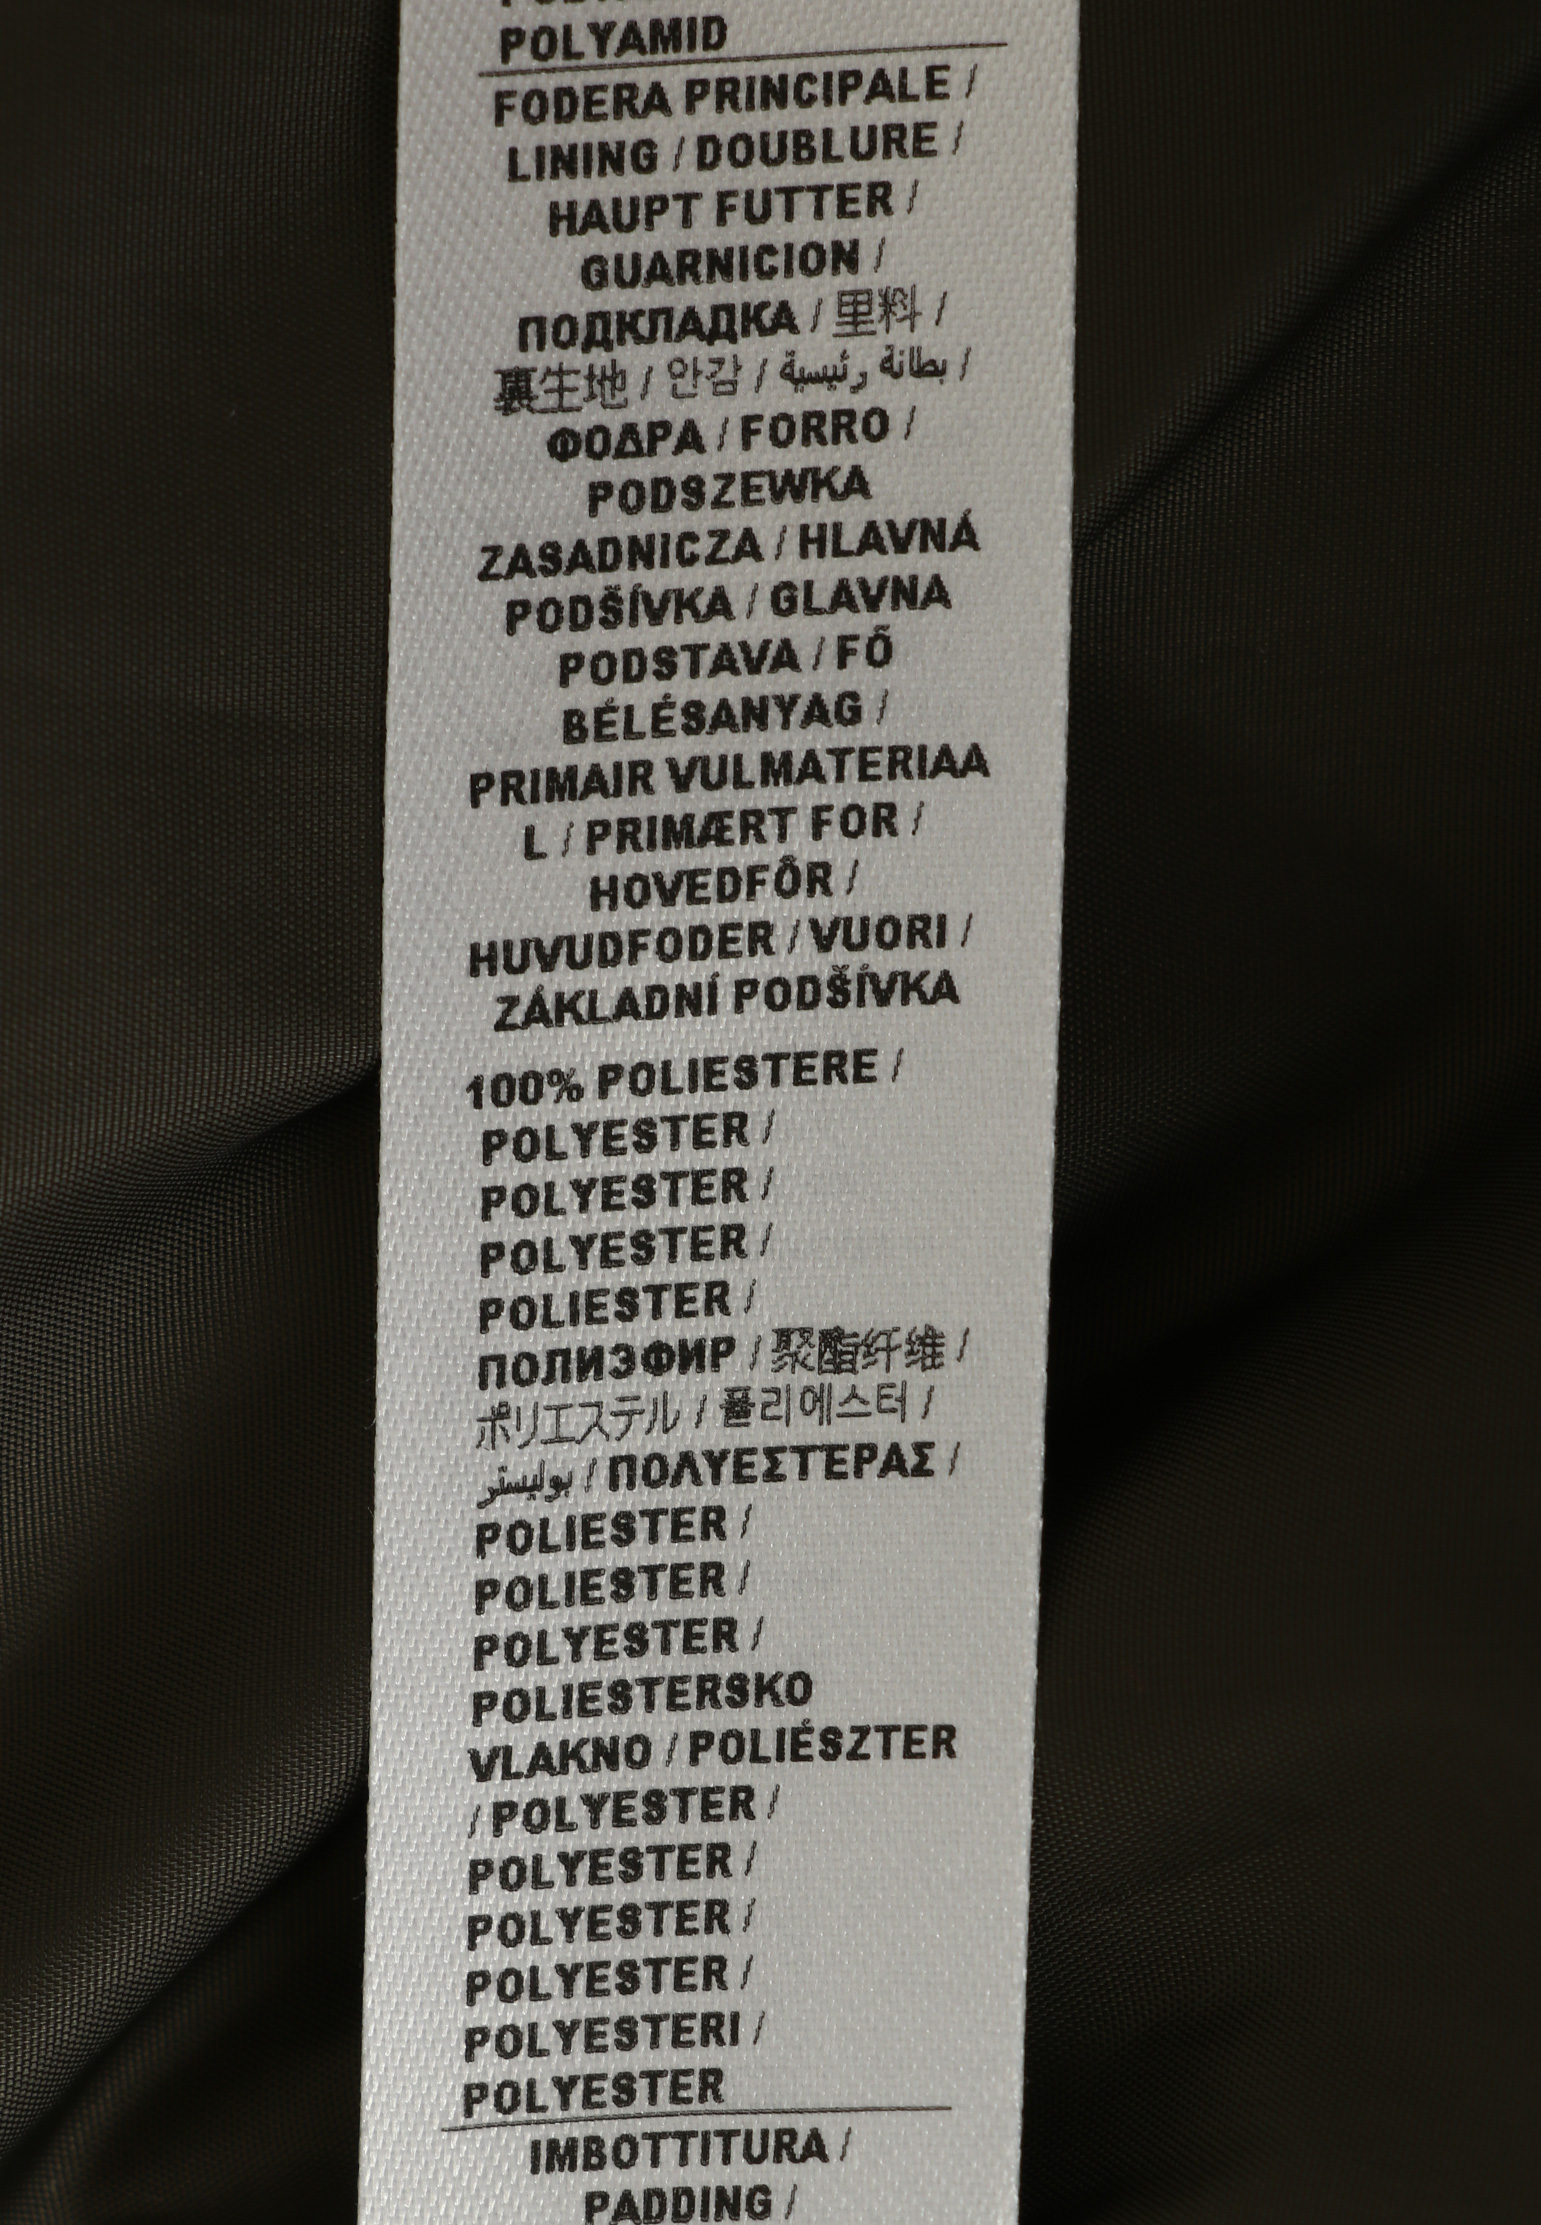 POLYAMID
FODERA PRINCIPALE /
LINING / DOUBLURE /
HAUPT FUTTER /
GUARNICION /
ПОДКЛАДКА / 里料 /
裏生地 / 안감 / بطانة رئيسية /
ΦΟΔΡΑ / FORRO /
PODSZEWKA
ZASADNICZA / HLAVNÁ
PODŠÍVKA / GLAVNA
PODSTAVA / FŐ
BÉLÉSANYAG /
PRIMAIR VULMATERIAA
L / PRIMÆRT FOR /
HOVEDFÔR /
HUVUDFODER / VUORI /
ZÁKLADNÍ PODŠÍVKA
100% POLIESTERE /
POLYESTER /
POLYESTER /
POLYESTER /
POLIESTER /
ПОЛИЭФИР / 聚酯纤维 /
ポリエステル / 폴리에스터 /
بوليستر / ΠΟΛΥΕΣΤΕΡΑΣ /
POLIESTER /
POLIESTER /
POLYESTER /
POLIESTERSKO
VLAKNO / POLIÉSZTER
/ POLYESTER /
POLYESTER /
POLYESTER /
POLYESTER /
POLYESTERI /
POLYESTER
IMBOTTITURA /
PADDING /